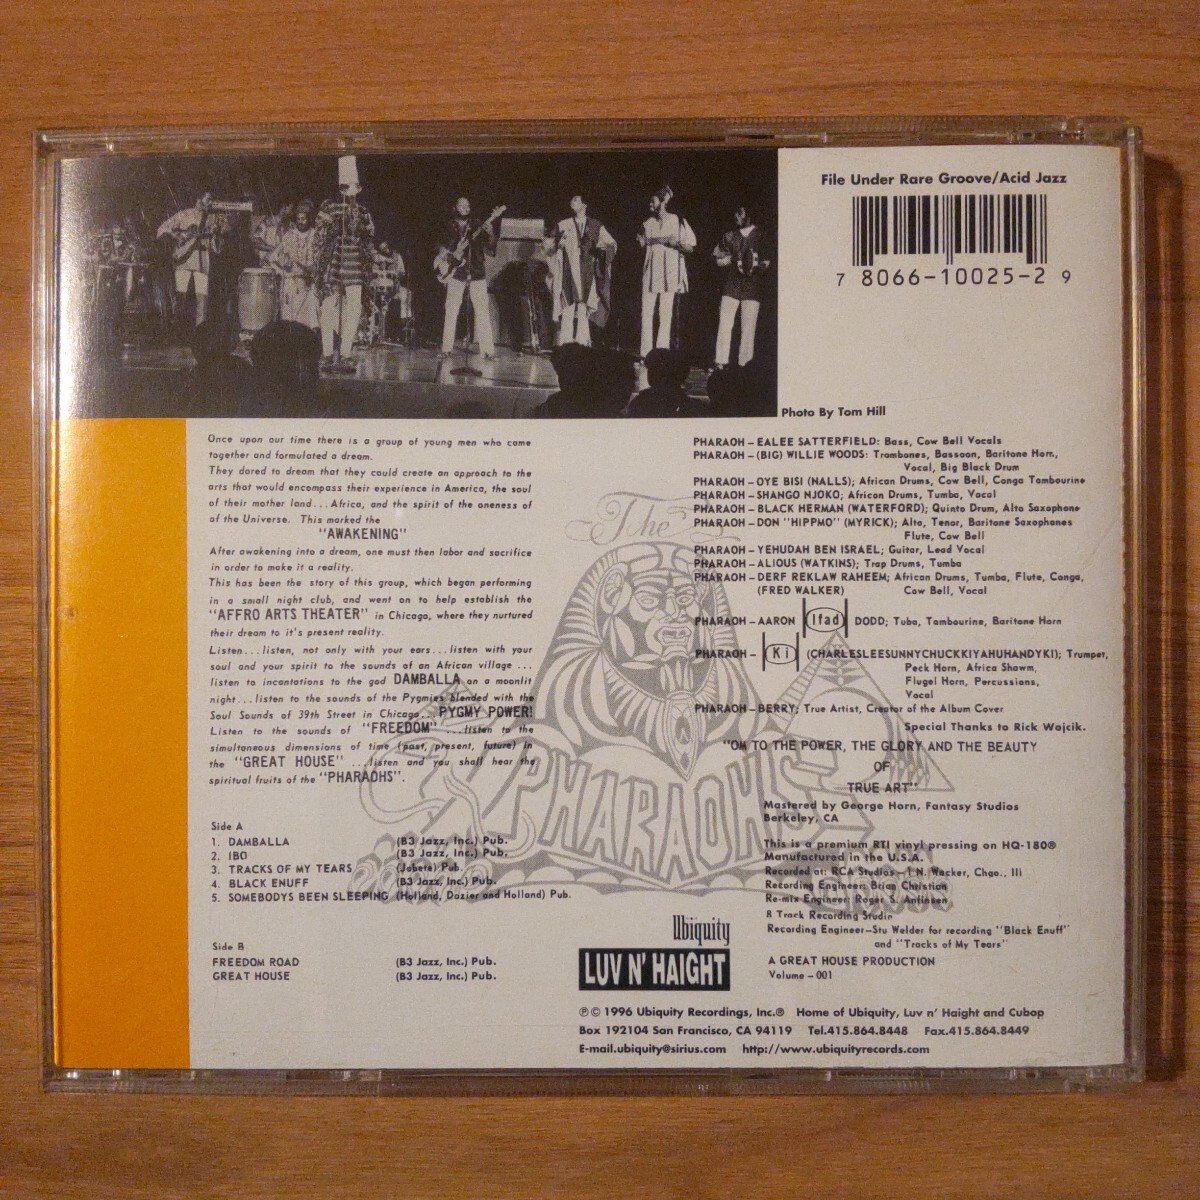 File Under Rare Groove/Acid Jazz
7 80066-10025-2 9
Photo By Tom Hill
Once upon our time there is a group of young men who came
together and formulated a dream.
They dared to dream that they could create an approach to the
arts that would encompass their experience in America, the soul
of their mother land...Africa, and the spirit of the oneness of
of the Universe. This marked the
"AWAKENING"
After awakening into a dream, one must then labor and sacrifice
in order to make it a reality.
This has been the story of this group, which began performing
in a small night club, and went on to help establish the
"AFFRO ARTS THEATER" in Chicago, where they nurtured
their dream to it's present reality.
Listen...listen, not only with your ears...listen with your
soul and your spirit to the sounds of an African village ...
listen to incantations to the god DAMBALLA on a moonlit
night...listen to the sounds of the Pygmies blended with the
Soul Sounds of 39th Street in Chicago...PYGMY POWER!
Listen to the sounds of "FREEDOM" ...listen to the
simultaneous dimensions of time (past, present, future) in
the "GREAT HOUSE" ...listen and you shall hear the
spiritual fruits of the "PHARAOHS".
Side A
1. DAMBALLA (B3 Jazz, Inc.) Pub.
2. IBO (B3 Jazz, Inc.) Pub.
3. TRACKS OF MY TEARS (Jobete) Pub.
4. BLACK ENUFF (B3 Jazz, Inc.) Pub.
5. SOMEBODYS BEEN SLEEPING (Holland, Dozier and Holland) Pub.
Side B
FREEDOM ROAD (B3 Jazz, Inc.) Pub.
GREAT HOUSE (B3 Jazz, Inc.) Pub.
The
PHARAOHS
PHARAOH – EALEE SATTERFIELD: Bass, Cow Bell Vocals
PHARAOH – (BIG) WILLIE WOODS: Trombones, Bassoon, Baritone Horn,
Vocal, Big Black Drum
PHARAOH – OYE BISI (NALLS); African Drums, Cow Bell, Conga Tambourine
PHARAOH – SHANGO NJOKO; African Drums, Tumba, Vocal
PHARAOH – BLACK HERMAN (WATERFORD); Quinto Drum, Alto Saxophone
PHARAOH – DON "HIPPMO" (MYRICK); Alto, Tenor, Baritone Saxophones
Flute, Cow Bell
PHARAOH – YEHUDAH BEN ISRAEL; Guitar, Lead Vocal
PHARAOH – ALIOUS (WATKINS); Trap Drums, Tumba
PHARAOH – DERF REKLAW RAHEEM; African Drums, Tumba, Flute, Conga,
(FRED WALKER) Cow Bell, Vocal
PHARAOH – AARON Ifad DODD; Tuba, Tambourine, Baritone Horn
PHARAOH – Ki (CHARLESLEESUNNYCHUCKKIYAHUHANDYKI); Trumpet,
Peck Horn, Africa Shawm,
Flugel Horn, Percussions,
Vocal
PHARAOH – BERRY; True Artist, Creator of the Album Cover
Special Thanks to Rick Wojcik.
"OM TO THE POWER, THE GLORY AND THE BEAUTY
OF
TRUE ART"
Mastered by George Horn, Fantasy Studios
Berkeley, CA
This is a premium RTI vinyl pressing on HQ-180®
Manufactured in the U.S.A.
Recorded at: RCA Studios – 1 N. Wacker, Chgo., Ill
Recording Engineer: Brian Christian
Re-mix Engineer: Roger S. Antinsen
8 Track Recording Studio
Recording Engineer–Stu Welder for recording "Black Enuff"
and "Tracks of My Tears"
A GREAT HOUSE PRODUCTION
Volume – 001
Ubiquity
LUV N' HAIGHT
℗© 1996 Ubiquity Recordings, Inc.® Home of Ubiquity, Luv n' Haight and Cubop
Box 192104 San Francisco, CA 94119 Tel.415.864.8448 Fax.415.864.8449
E-mail.ubiquity@sirius.com http://www.ubiquityrecords.com